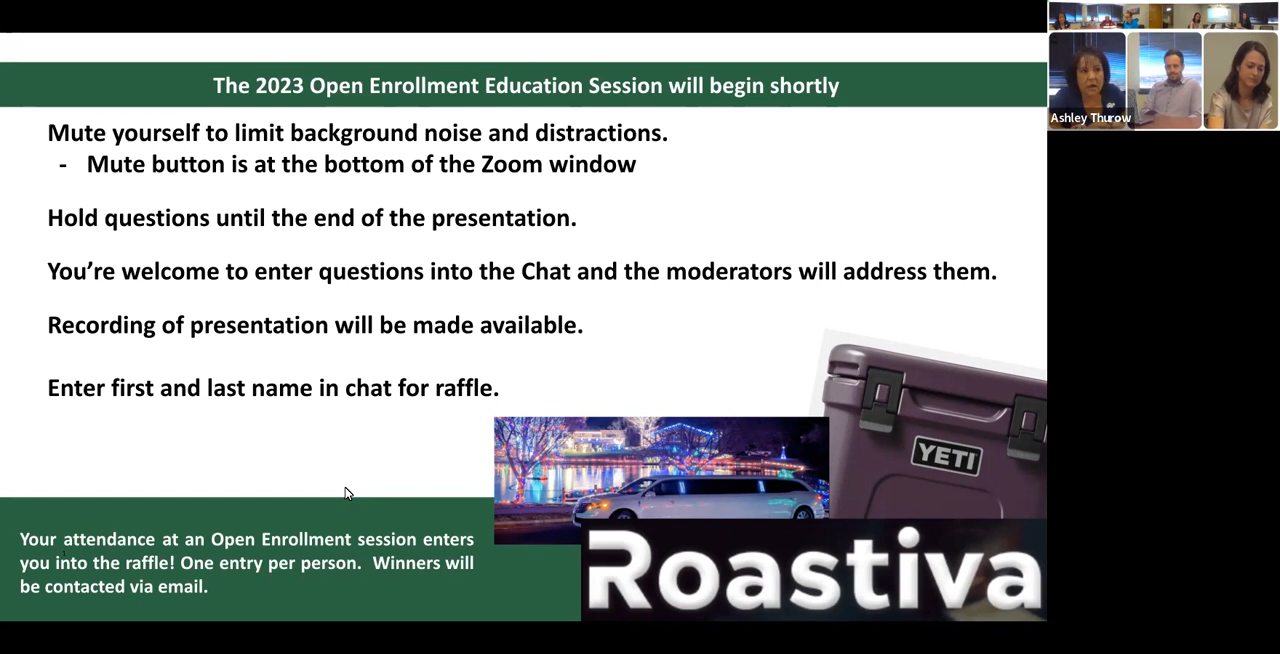 The 2023 Open Enrollment Education Session will begin shortly
Mute yourself to limit background noise and distractions.
- Mute button is at the bottom of the Zoom window
Hold questions until the end of the presentation.
You’re welcome to enter questions into the Chat and the moderators will address them.
Recording of presentation will be made available.
Enter first and last name in chat for raffle.
YETI
Your attendance at an Open Enrollment session enters
you into the raffle! One entry per person. Winners will
be contacted via email.
Roastiva
Ashley Thurow